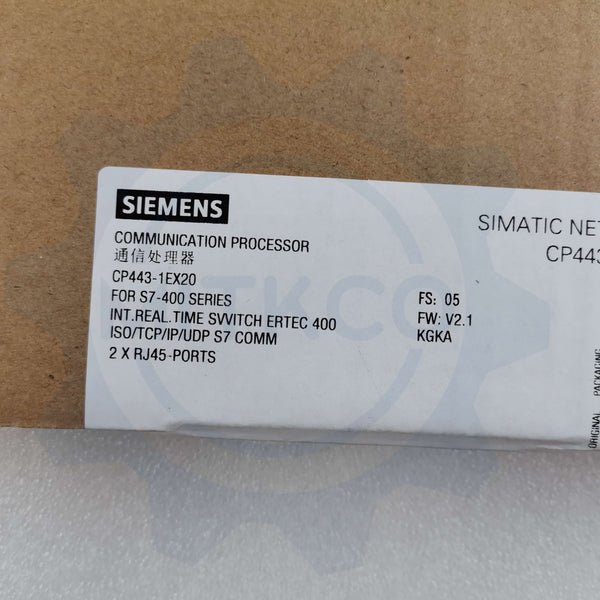 SIEMENS
SIMATIC NET
COMMUNICATION PROCESSOR
CP443
通信处理器
CP443-1EX20
FOR S7-400 SERIES
FS: 05
INT.REAL.TIME SVVITCH ERTEC 400
FW: V2.1
ISO/TCP/IP/UDP S7 COMM
KGKA
2 X RJ45-PORTS
ORIGINAL PACKAGING
TKCO